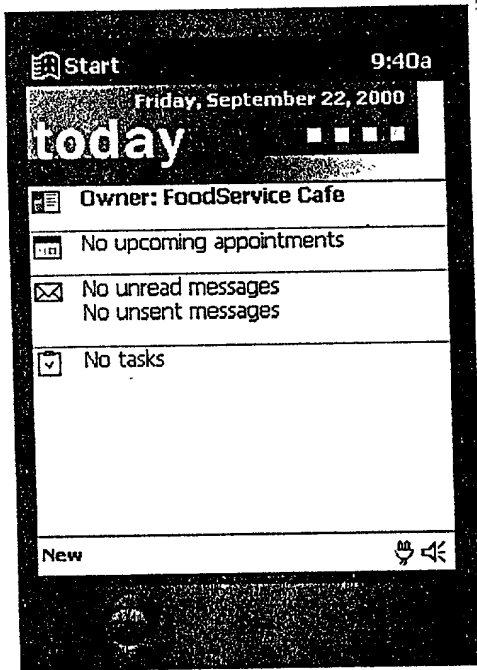 Start 9:40a
Friday, September 22, 2000
today
Owner: FoodService Cafe
No upcoming appointments
No unread messages
No unsent messages
No tasks
New